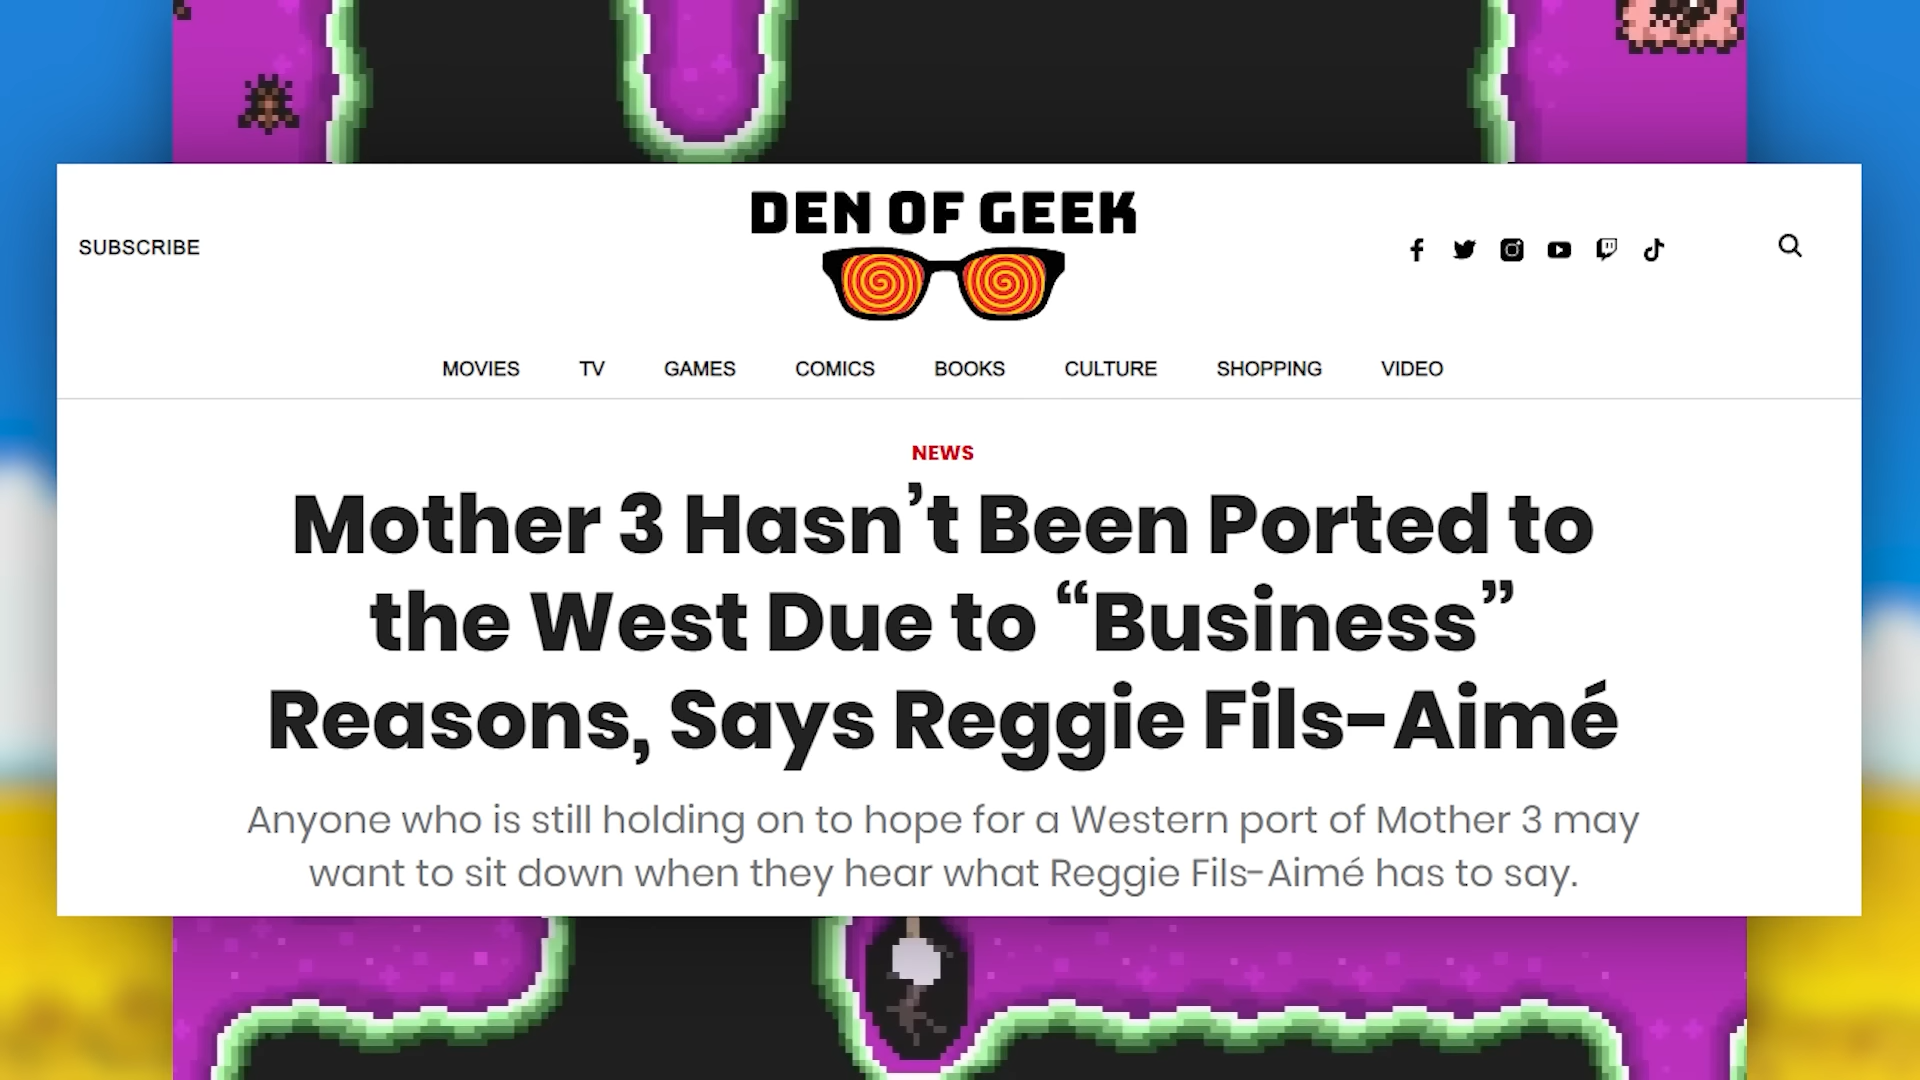 DEN OF GEEK
SUBSCRIBE
MOVIES TV GAMES COMICS BOOKS CULTURE SHOPPING VIDEO
NEWS
Mother 3 Hasn’t Been Ported to
the West Due to “Business”
Reasons, Says Reggie Fils-Aimé
Anyone who is still holding on to hope for a Western port of Mother 3 may
want to sit down when they hear what Reggie Fils-Aimé has to say.